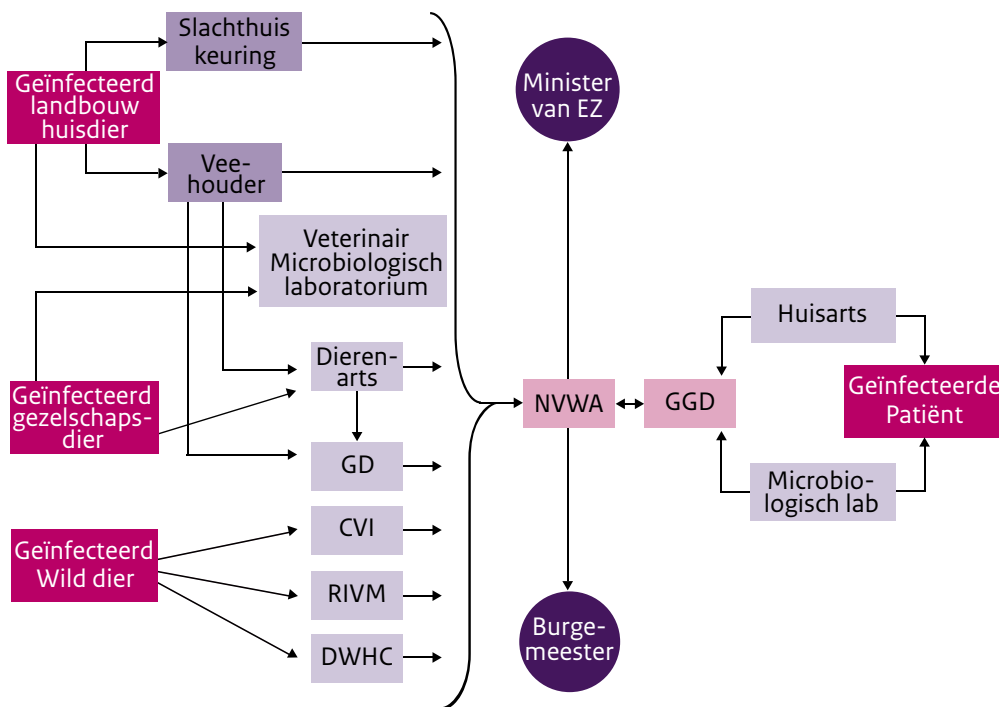 Slachthuis
keuring
Geïnfecteerd
landbouw
huisdier
Vee-
houder
Veterinair
Microbiologisch
laboratorium
Dieren-
arts
Geïnfecteerd
gezelschaps-
dier
GD
CVI
Geïnfecteerd
Wild dier
RIVM
DWHC
Minister
van EZ
NVWA
GGD
Burge-
meester
Huisarts
Geïnfecteerde
Patiënt
Microbio-
logisch lab